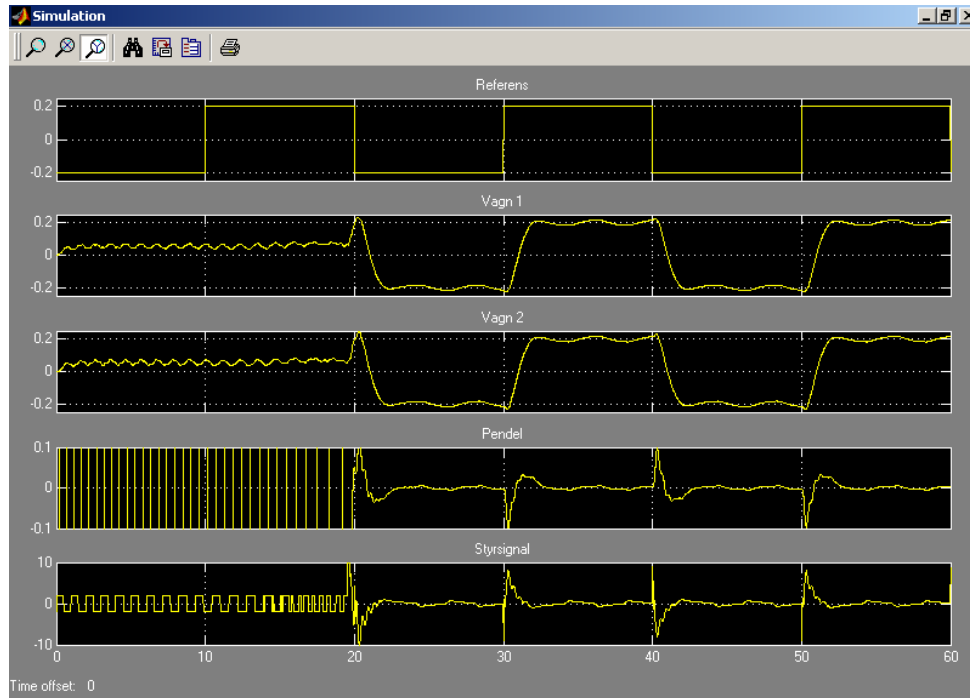 Simulation
Referens
0.2
0
-0.2
Vagn 1
0.2
0
-0.2
Vagn 2
0.2
0
-0.2
Pendel
0.1
0
-0.1
Styrsignal
10
0
-10
0 10 20 30 40 50 60
Time offset: 0